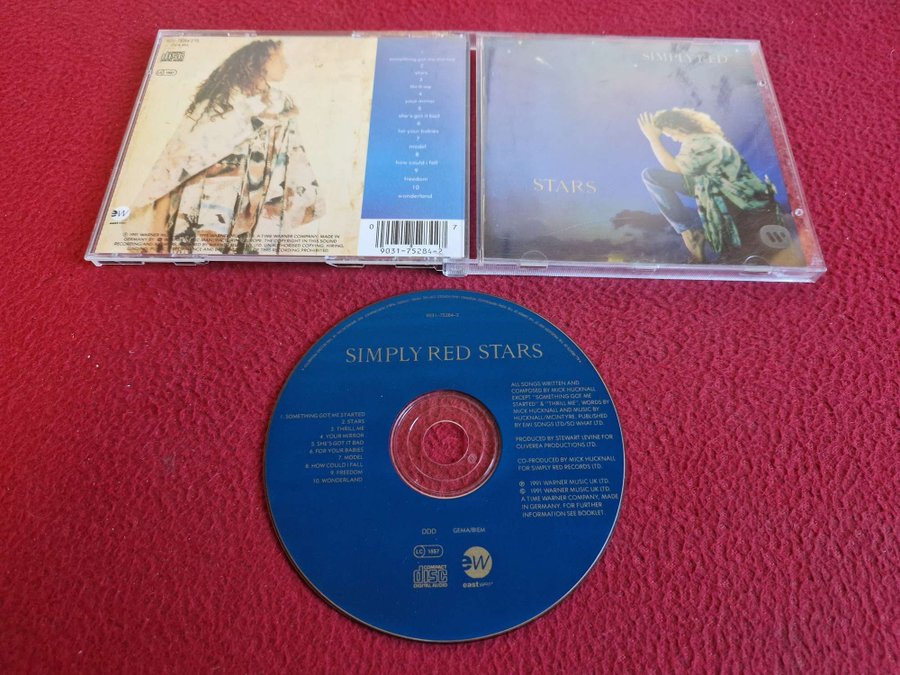 something got me started
2
stars
3
thrill me
4
your mirror
5
she's got it bad
6
for your babies
7
model
8
how could i fall
9
freedom
10
wonderland
ew
0
7
9031-75284-2
SIMPLY RED
STARS
9031-75284-2
SIMPLY RED STARS
1. SOMETHING GOT ME STARTED
2. STARS
3. THRILL ME
4. YOUR MIRROR
5. SHE'S GOT IT BAD
6. FOR YOUR BABIES
7. MODEL
8. HOW COULD I FALL
9. FREEDOM
10. WONDERLAND
ALL SONGS WRITTEN AND
COMPOSED BY MICK HUCKNALL
EXCEPT "SOMETHING GOT ME
STARTED" & "THRILL ME", WORDS BY
MICK HUCKNALL AND MUSIC BY
HUCKNALL/MCINTYRE. PUBLISHED
BY EMI SONGS LTD/SO WHAT LTD.
PRODUCED BY STEWART LEVINE FOR
OLIVEREA PRODUCTIONS LTD.
CO-PRODUCED BY MICK HUCKNALL
FOR SIMPLY RED RECORDS LTD.
℗ 1991 WARNER MUSIC UK LTD.
© 1991 WARNER MUSIC UK LTD.
A TIME WARNER COMPANY, MADE
IN GERMANY. FOR FURTHER
INFORMATION SEE BOOKLET.
DDD GEMA/BIEM
LC 1557
COMPACT
disc
DIGITAL AUDIO
ew
eastwest